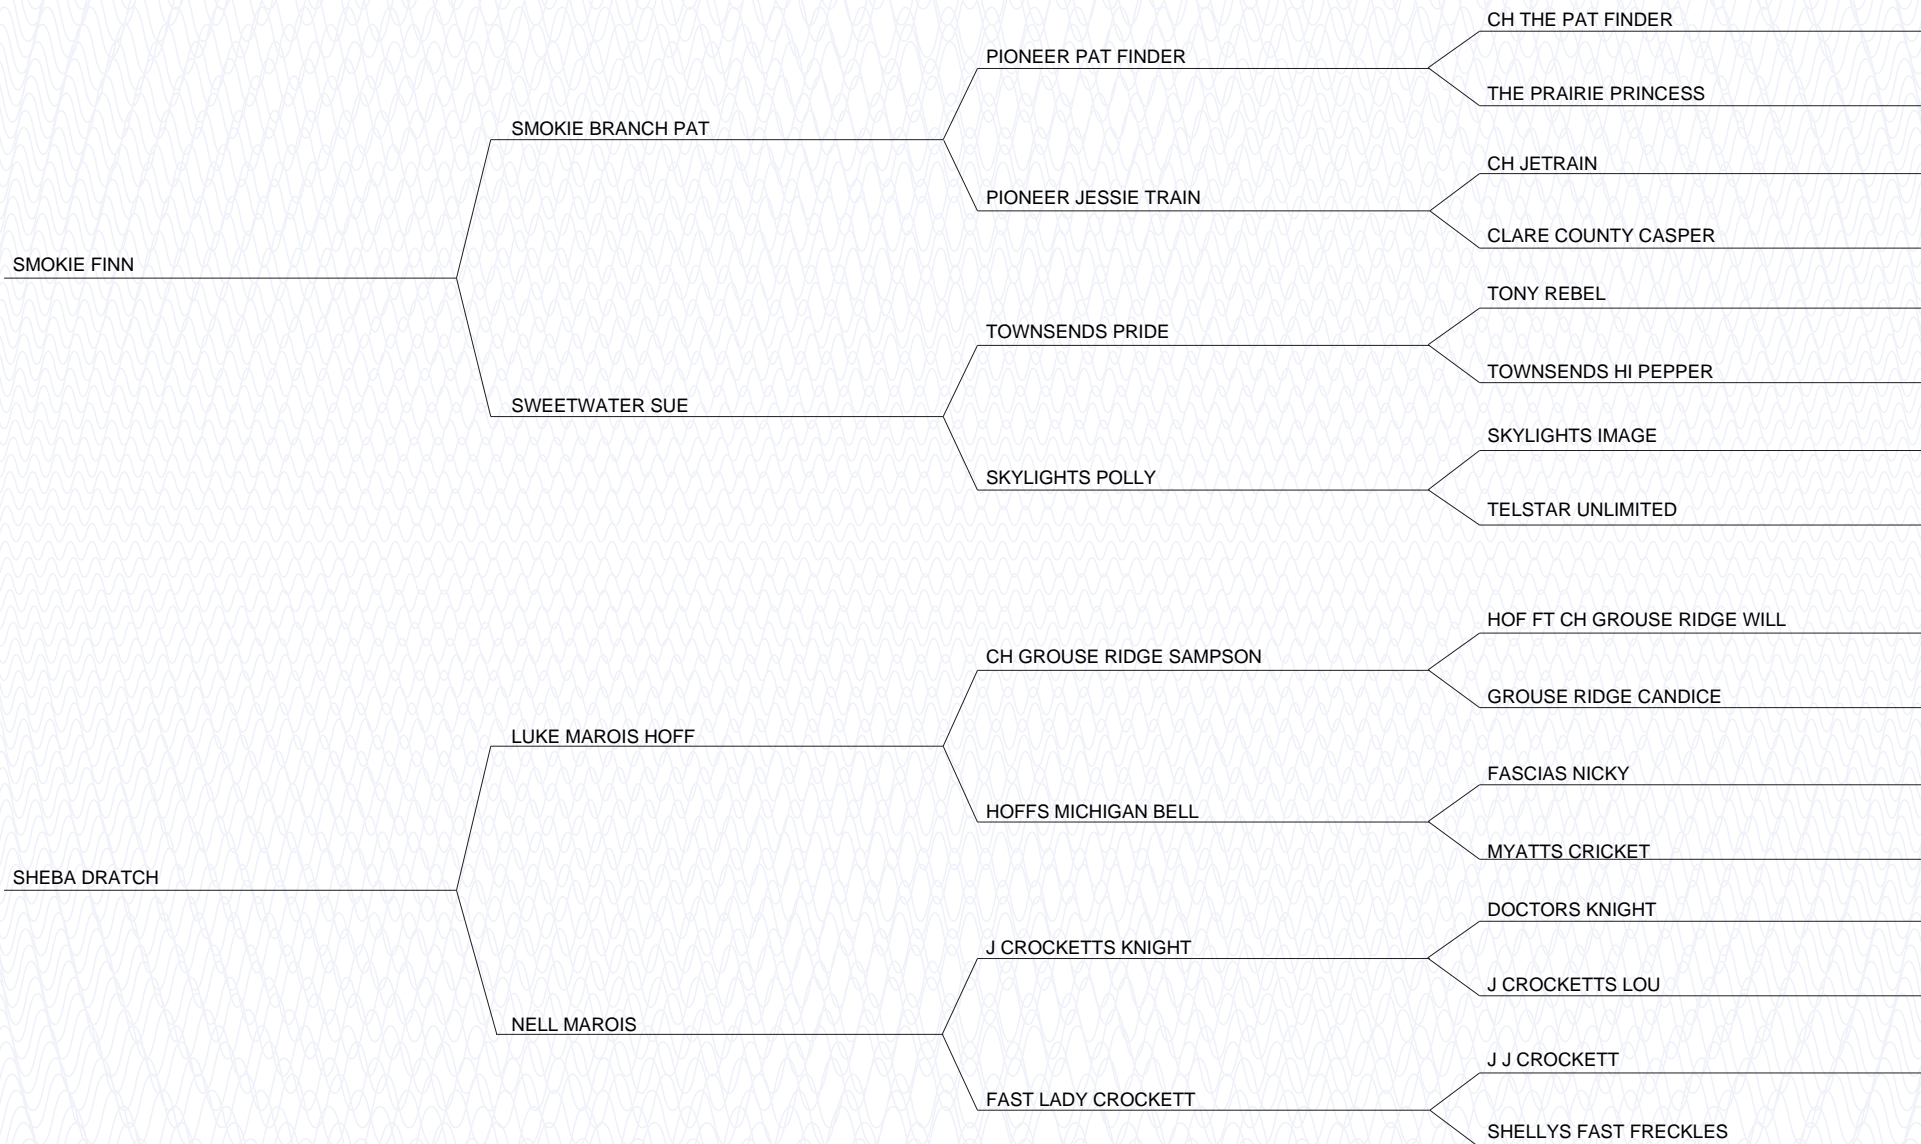 CH THE PAT FINDER
PIONEER PAT FINDER
THE PRAIRIE PRINCESS
SMOKIE BRANCH PAT
CH JETRAIN
PIONEER JESSIE TRAIN
CLARE COUNTY CASPER
SMOKIE FINN
TONY REBEL
TOWNSENDS PRIDE
TOWNSENDS HI PEPPER
SWEETWATER SUE
SKYLIGHTS IMAGE
SKYLIGHTS POLLY
TELSTAR UNLIMITED
HOF FT CH GROUSE RIDGE WILL
CH GROUSE RIDGE SAMPSON
GROUSE RIDGE CANDICE
LUKE MAROIS HOFF
FASCIAS NICKY
HOFFS MICHIGAN BELL
MYATTS CRICKET
SHEBA DRATCH
DOCTORS KNIGHT
J CROCKETTS KNIGHT
J CROCKETTS LOU
NELL MAROIS
J J CROCKETT
FAST LADY CROCKETT
SHELLYS FAST FRECKLES